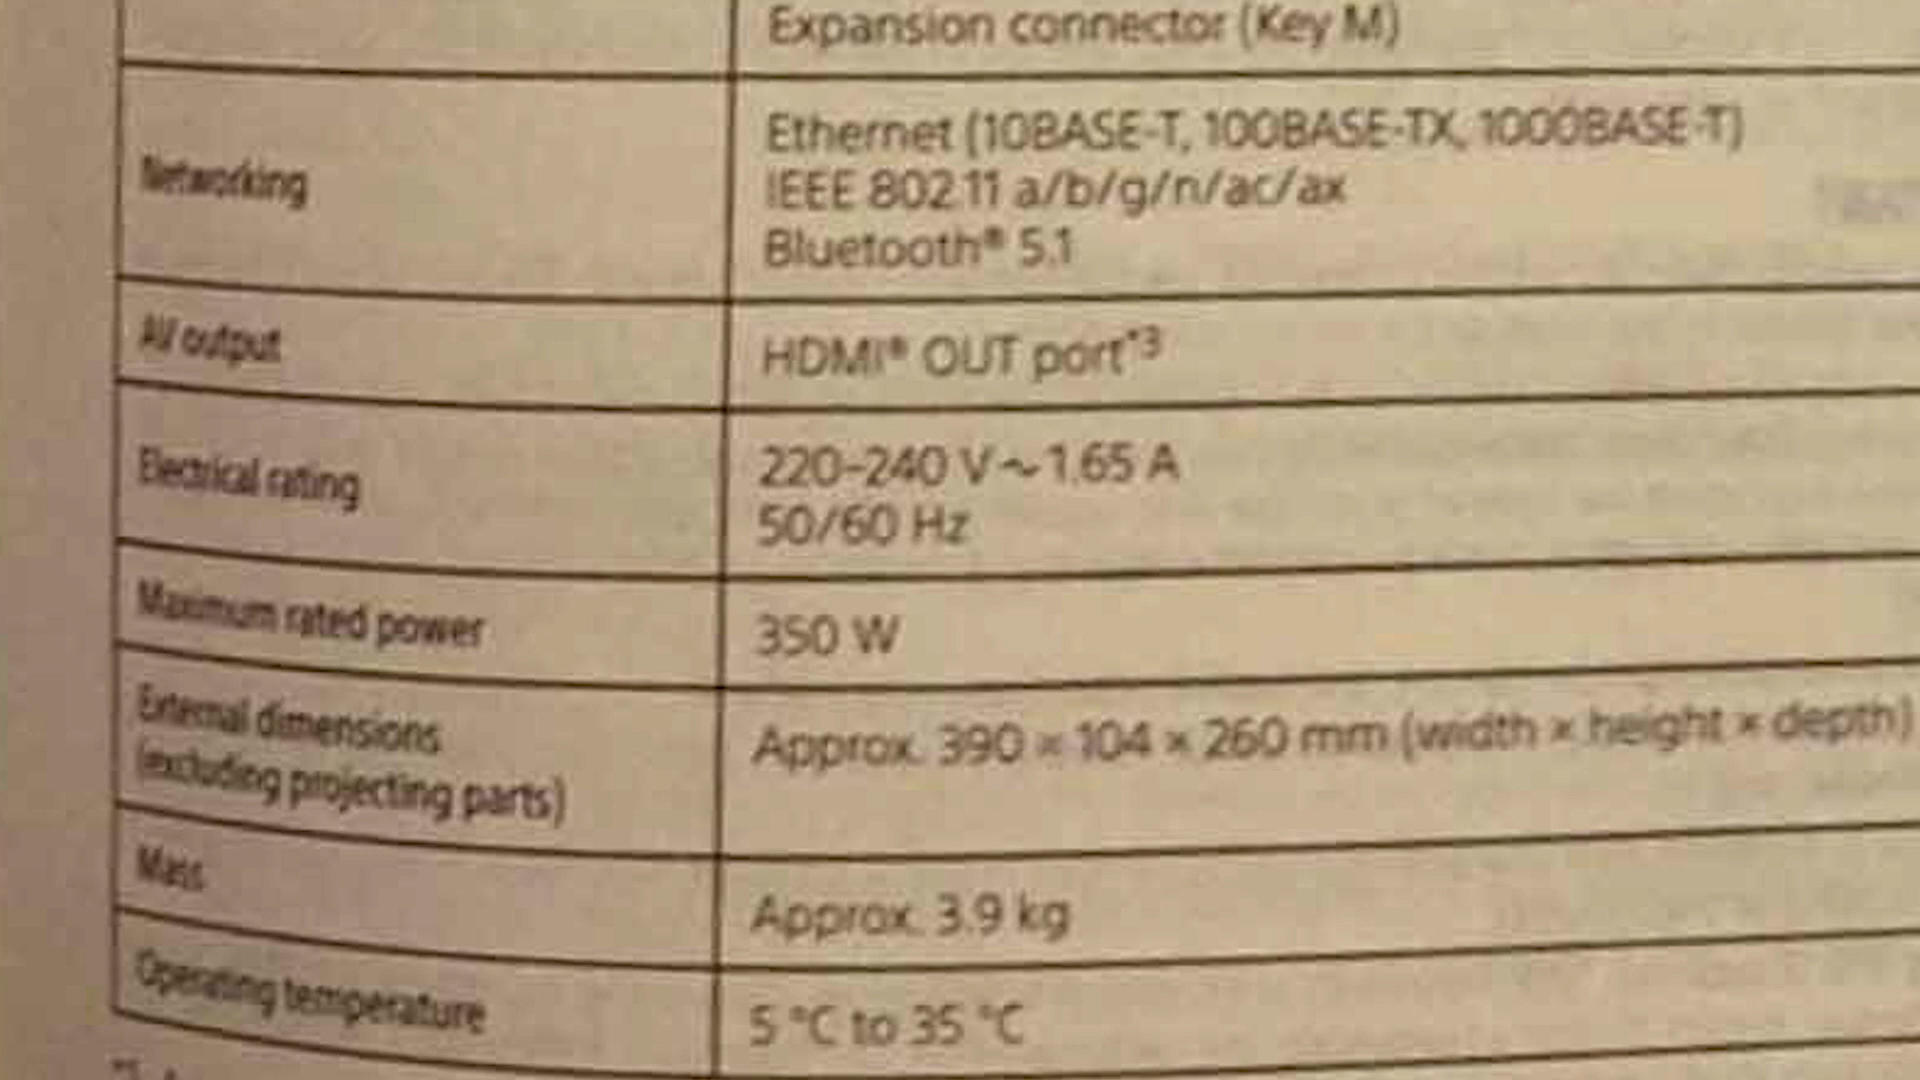 Expansion connector (Key M)
Networking
Ethernet (10BASE-T, 100BASE-TX, 1000BASE-T)
IEEE 802.11 a/b/g/n/ac/ax
Bluetooth® 5.1
AV output
HDMI® OUT port*3
Electrical rating
220-240 V ~ 1.65 A
50/60 Hz
Maximum rated power
350 W
External dimensions
(excluding projecting parts)
Approx. 390 × 104 × 260 mm (width × height × depth)
Mass
Approx. 3.9 kg
Operating temperature
5 °C to 35 °C